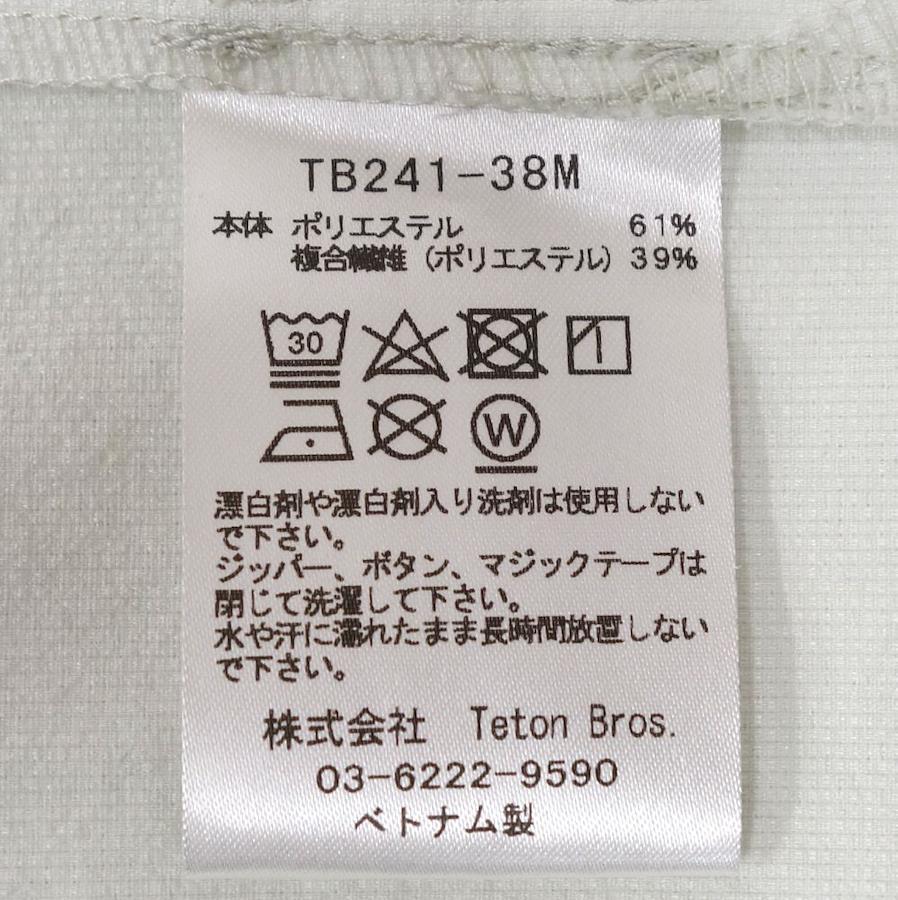 TB241-38M
本体 ポリエステル 61%
複合繊維(ポリエステル)39%
30
W
漂白剤や漂白剤入り洗剤は使用しない
で下さい。
ジッパー、ボタン、マジックテープは
閉じて洗濯して下さい。
水や汗に濡れたまま長時間放置しない
で下さい。
株式会社 Teton Bros.
03-6222-9590
ベトナム製